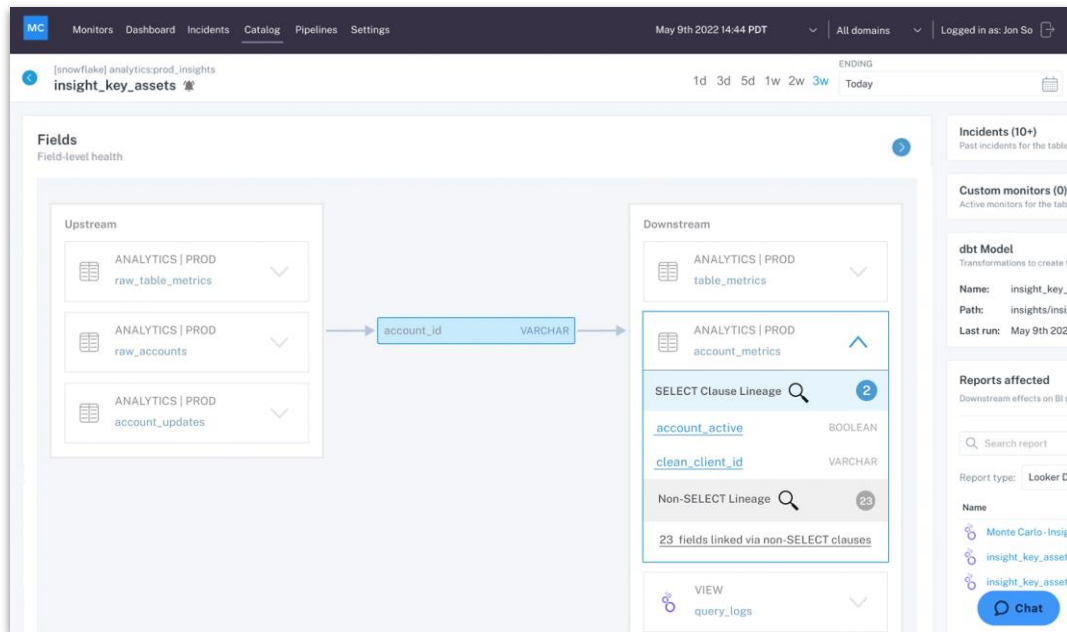 MC Monitors Dashboard Incidents Catalog Pipelines Settings May 9th 2022 14:44 PDT All domains Logged in as: Jon So
[snowflake] analytics:prod_insights
insight_key_assets
1d 3d 5d 1w 2w 3w
ENDING
Today
Fields
Field-level health
Upstream
ANALYTICS | PROD
raw_table_metrics
ANALYTICS | PROD
raw_accounts
ANALYTICS | PROD
account_updates
account_id VARCHAR
Downstream
ANALYTICS | PROD
table_metrics
ANALYTICS | PROD
account_metrics
SELECT Clause Lineage 2
account_active BOOLEAN
clean_client_id VARCHAR
Non-SELECT Lineage 23
23 fields linked via non-SELECT clauses
VIEW
query_logs
Incidents (10+)
Past incidents for the table
Custom monitors (0)
Active monitors for the tab
dbt Model
Transformations to create
Name: insight_key_
Path: insights/insi
Last run: May 9th 202
Reports affected
Downstream effects on BI
Search report
Report type: Looker D
Name
Monte Carlo - Insig
insight_key_asset
insight_key_asset
Chat